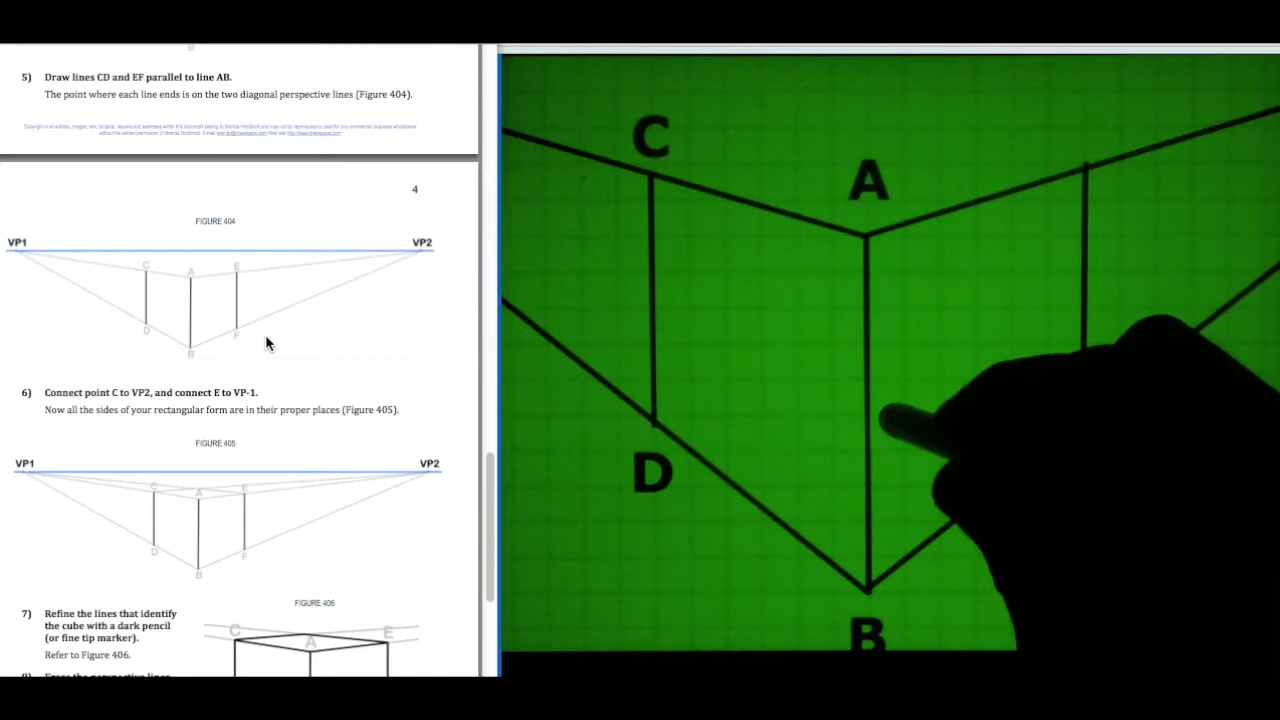 B
5) Draw lines CD and EF parallel to line AB.
The point where each line ends is on the two diagonal perspective lines (Figure 404).
4
FIGURE 404
VP1
VP2
C
A
E
D
F
B
6) Connect point C to VP2, and connect E to VP-1.
Now all the sides of your rectangular form are in their proper places (Figure 405).
FIGURE 405
VP1
VP2
C
A
E
D
F
B
7) Refine the lines that identify
the cube with a dark pencil
(or fine tip marker).
Refer to Figure 406.
FIGURE 406
C
A
E
C
A
D
B